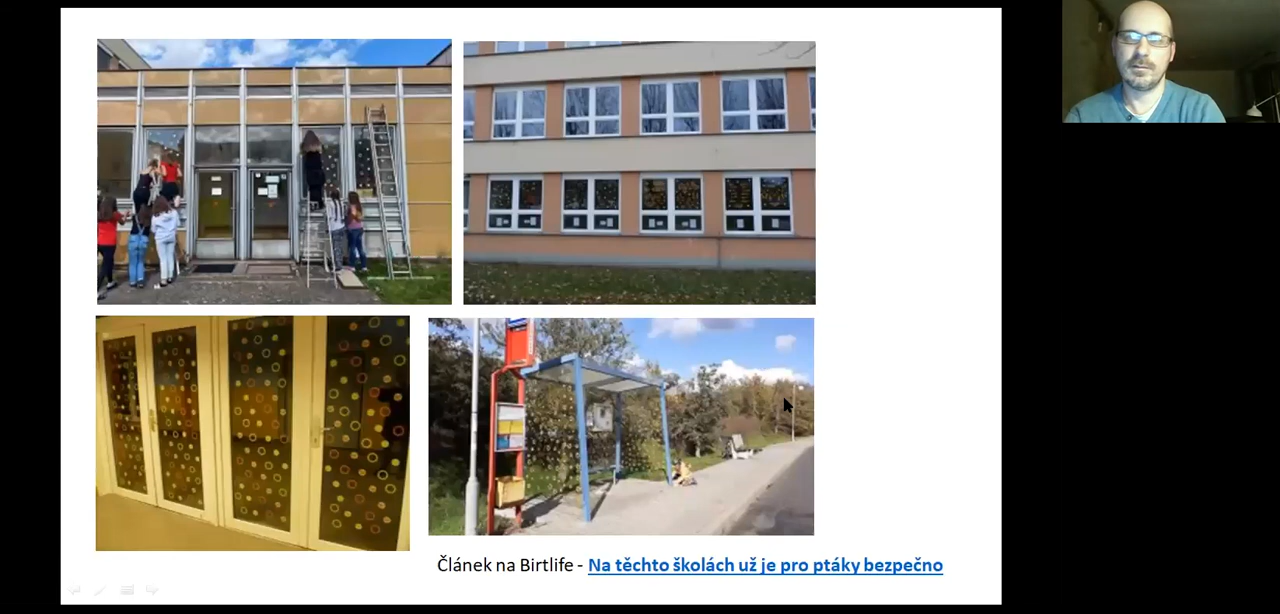 Článek na Birtlife - Na těchto školách už je pro ptáky bezpečno